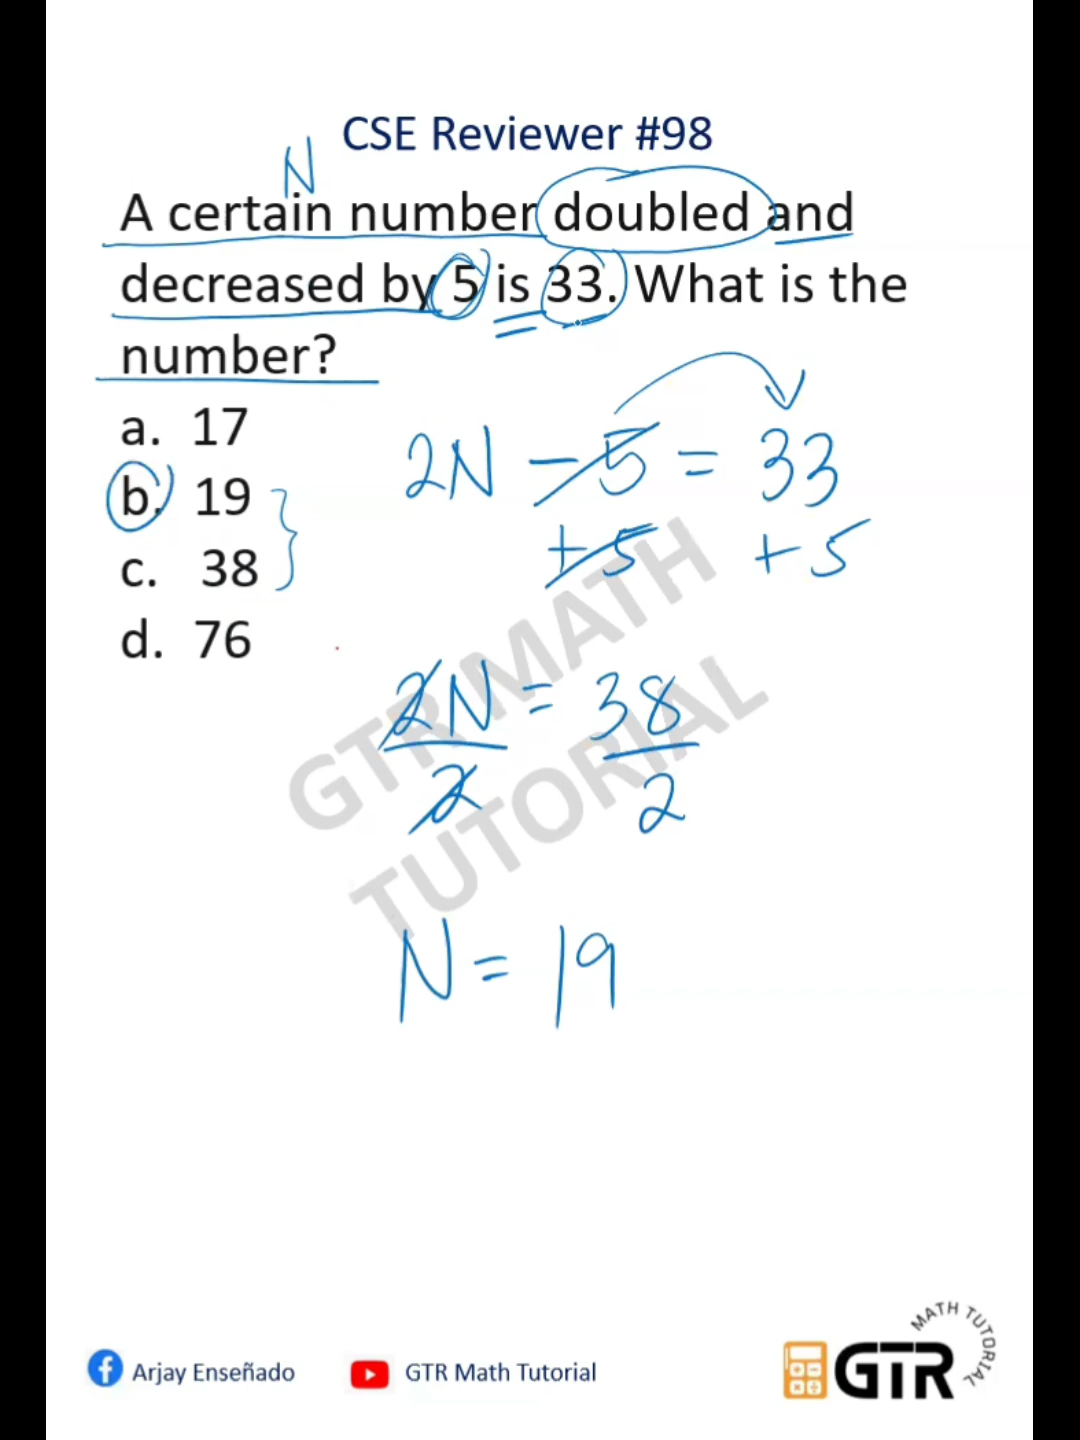 CSE Reviewer #98
N
A certain number doubled and
decreased by 5 is 33. What is the
number?
a. 17
b. 19
c. 38
d. 76
2N - 5 = 33
+5 +5
2N = 38
2 2
N = 19
GTR MATH
TUTORIAL
Arjay Enseñado
GTR Math Tutorial
GTR
MATH TUTORIAL